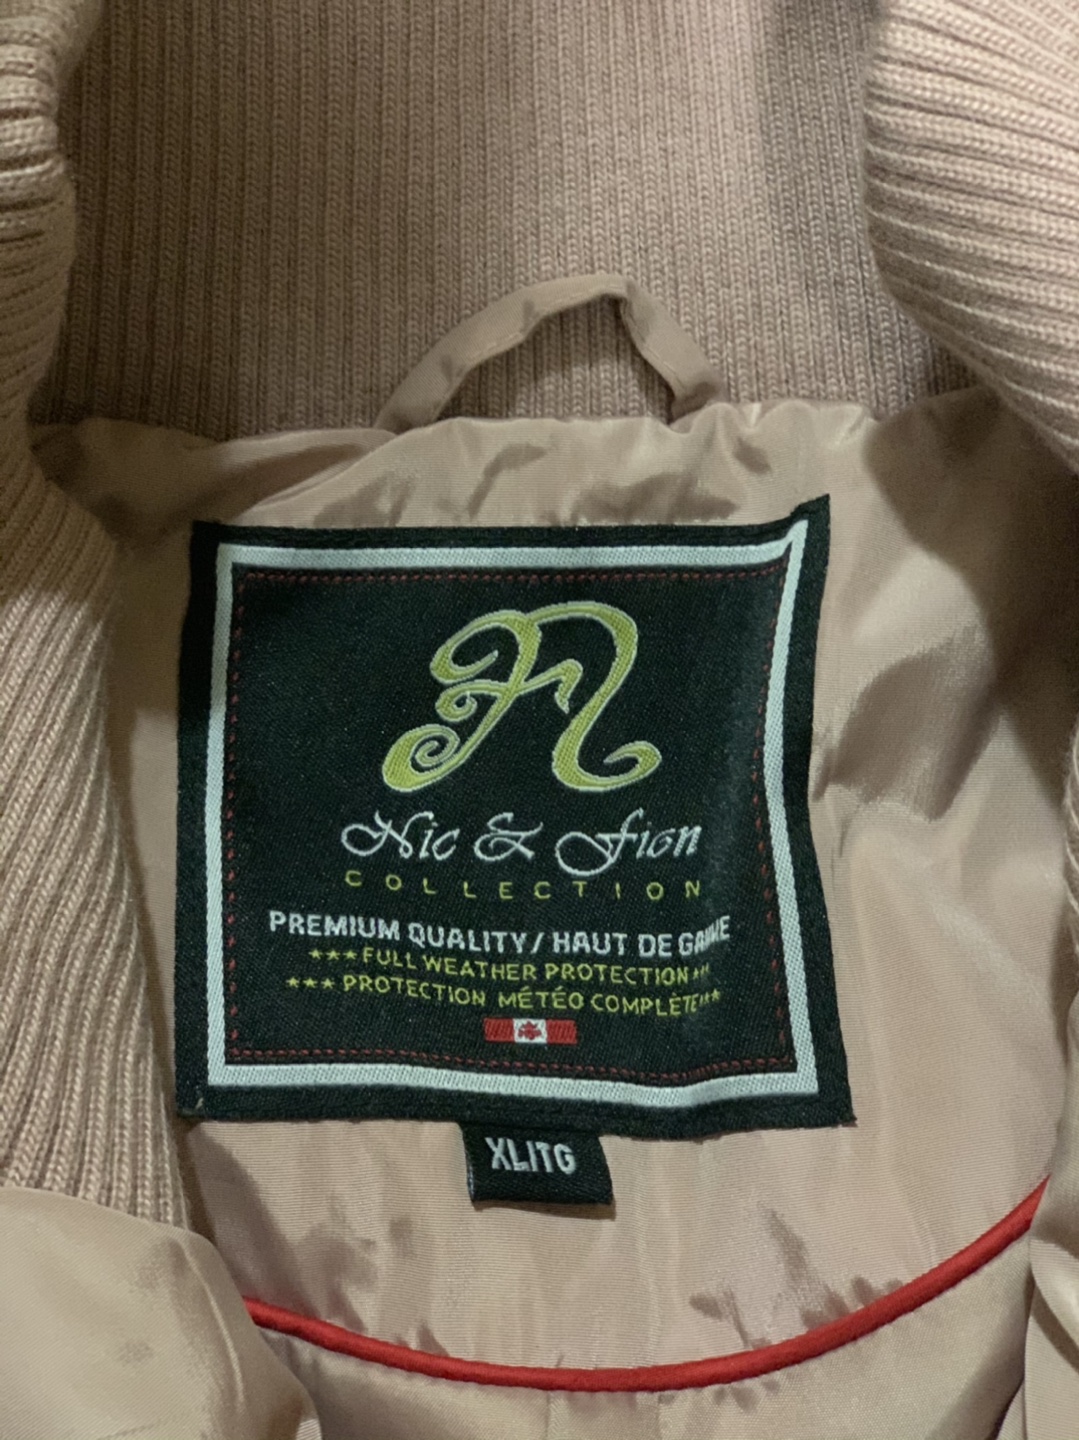 Nic & Fion
COLLECTION
PREMIUM QUALITY / HAUT DE GAMME
***FULL WEATHER PROTECTION***
*** PROTECTION MÉTÉO COMPLÈTE***
XL/TG